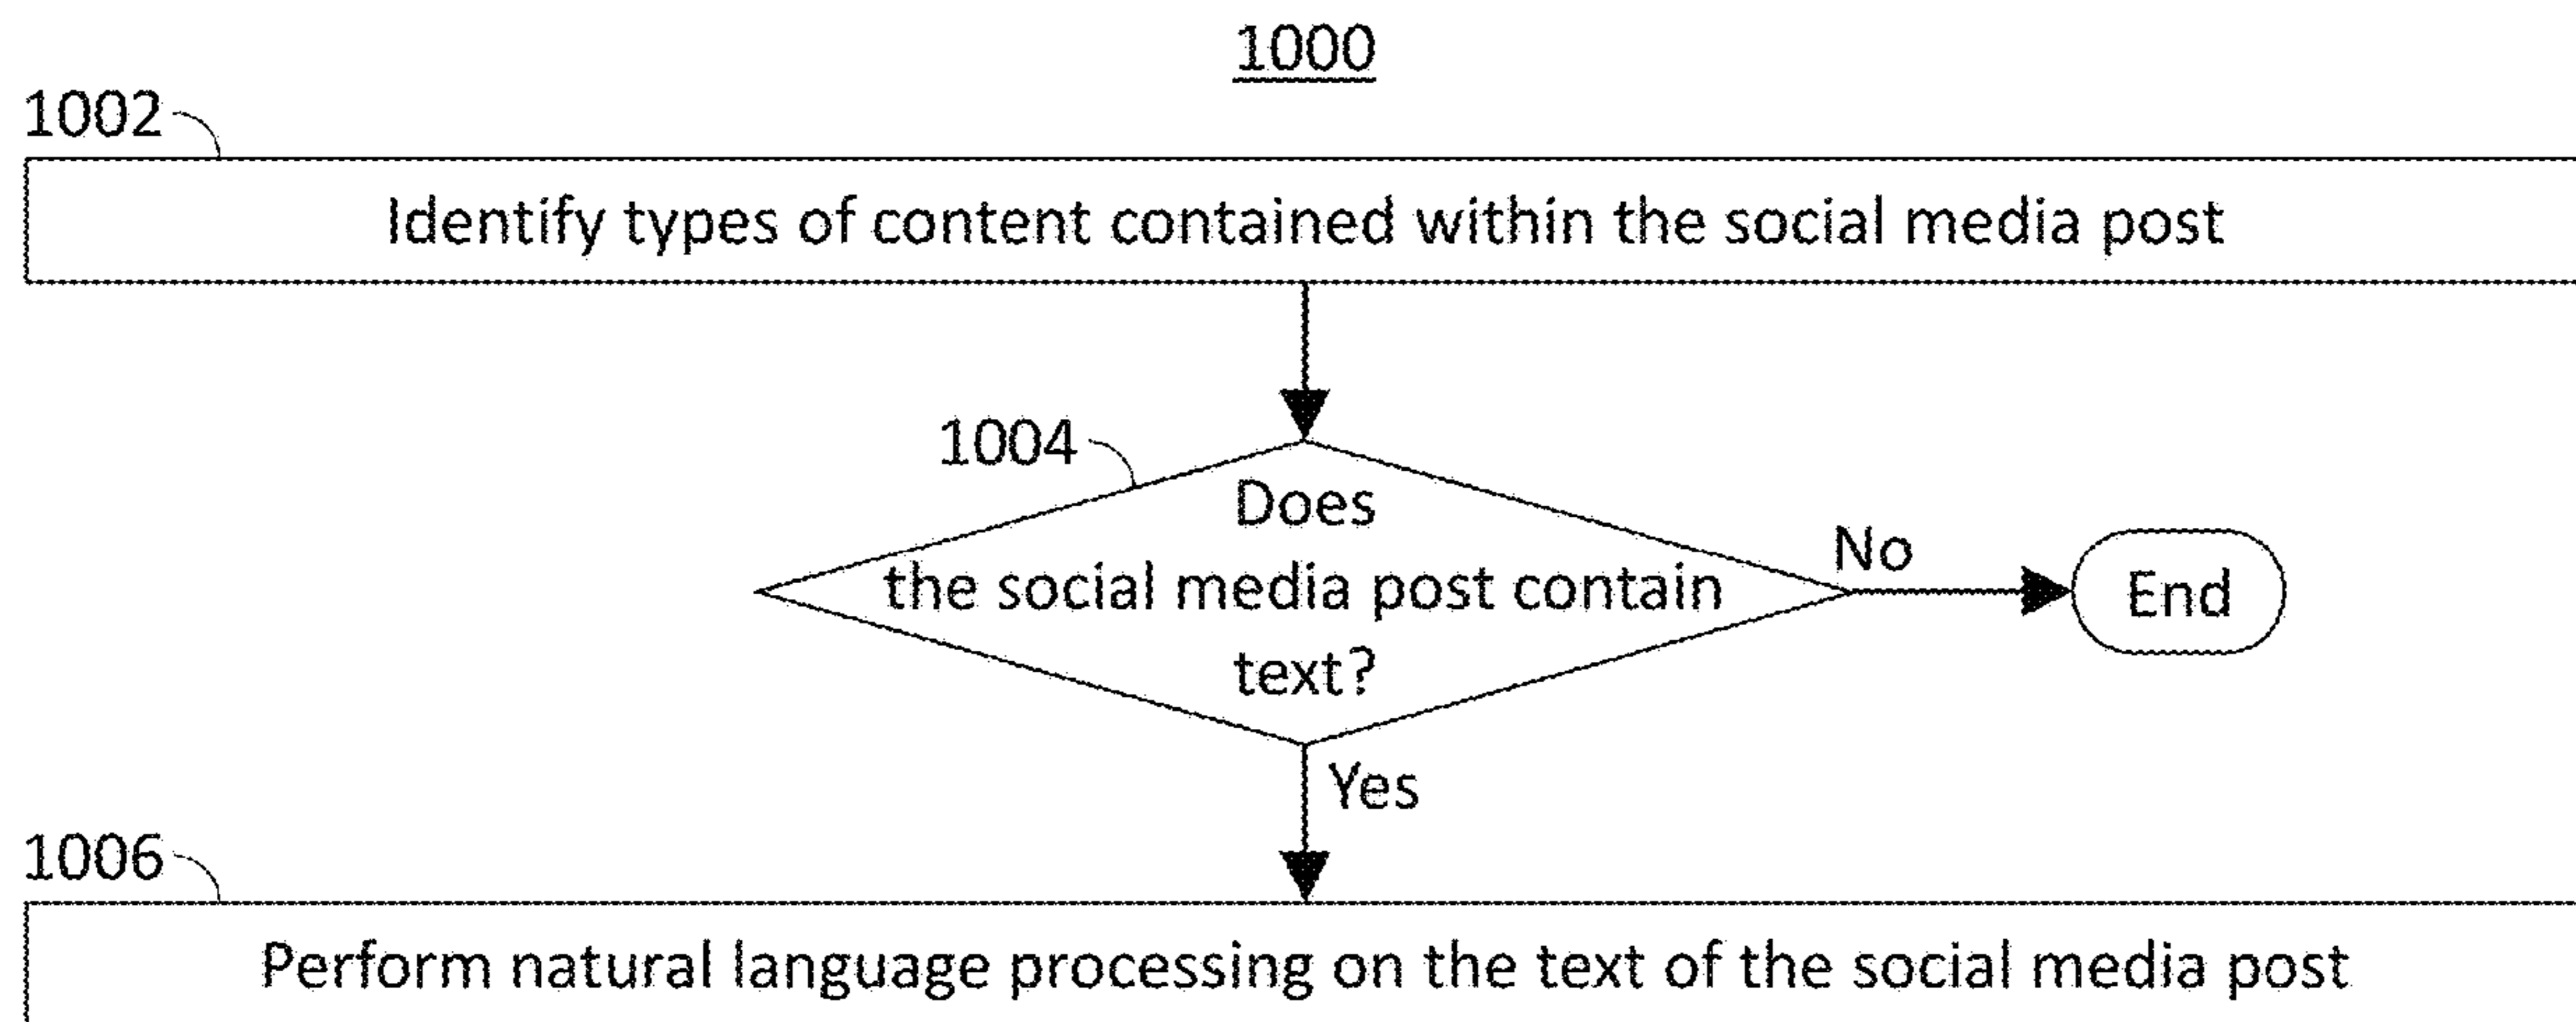 1000
1002
Identify types of content contained within the social media post
1004
Does
the social media post contain
text?
No
End
Yes
1006
Perform natural language processing on the text of the social media post